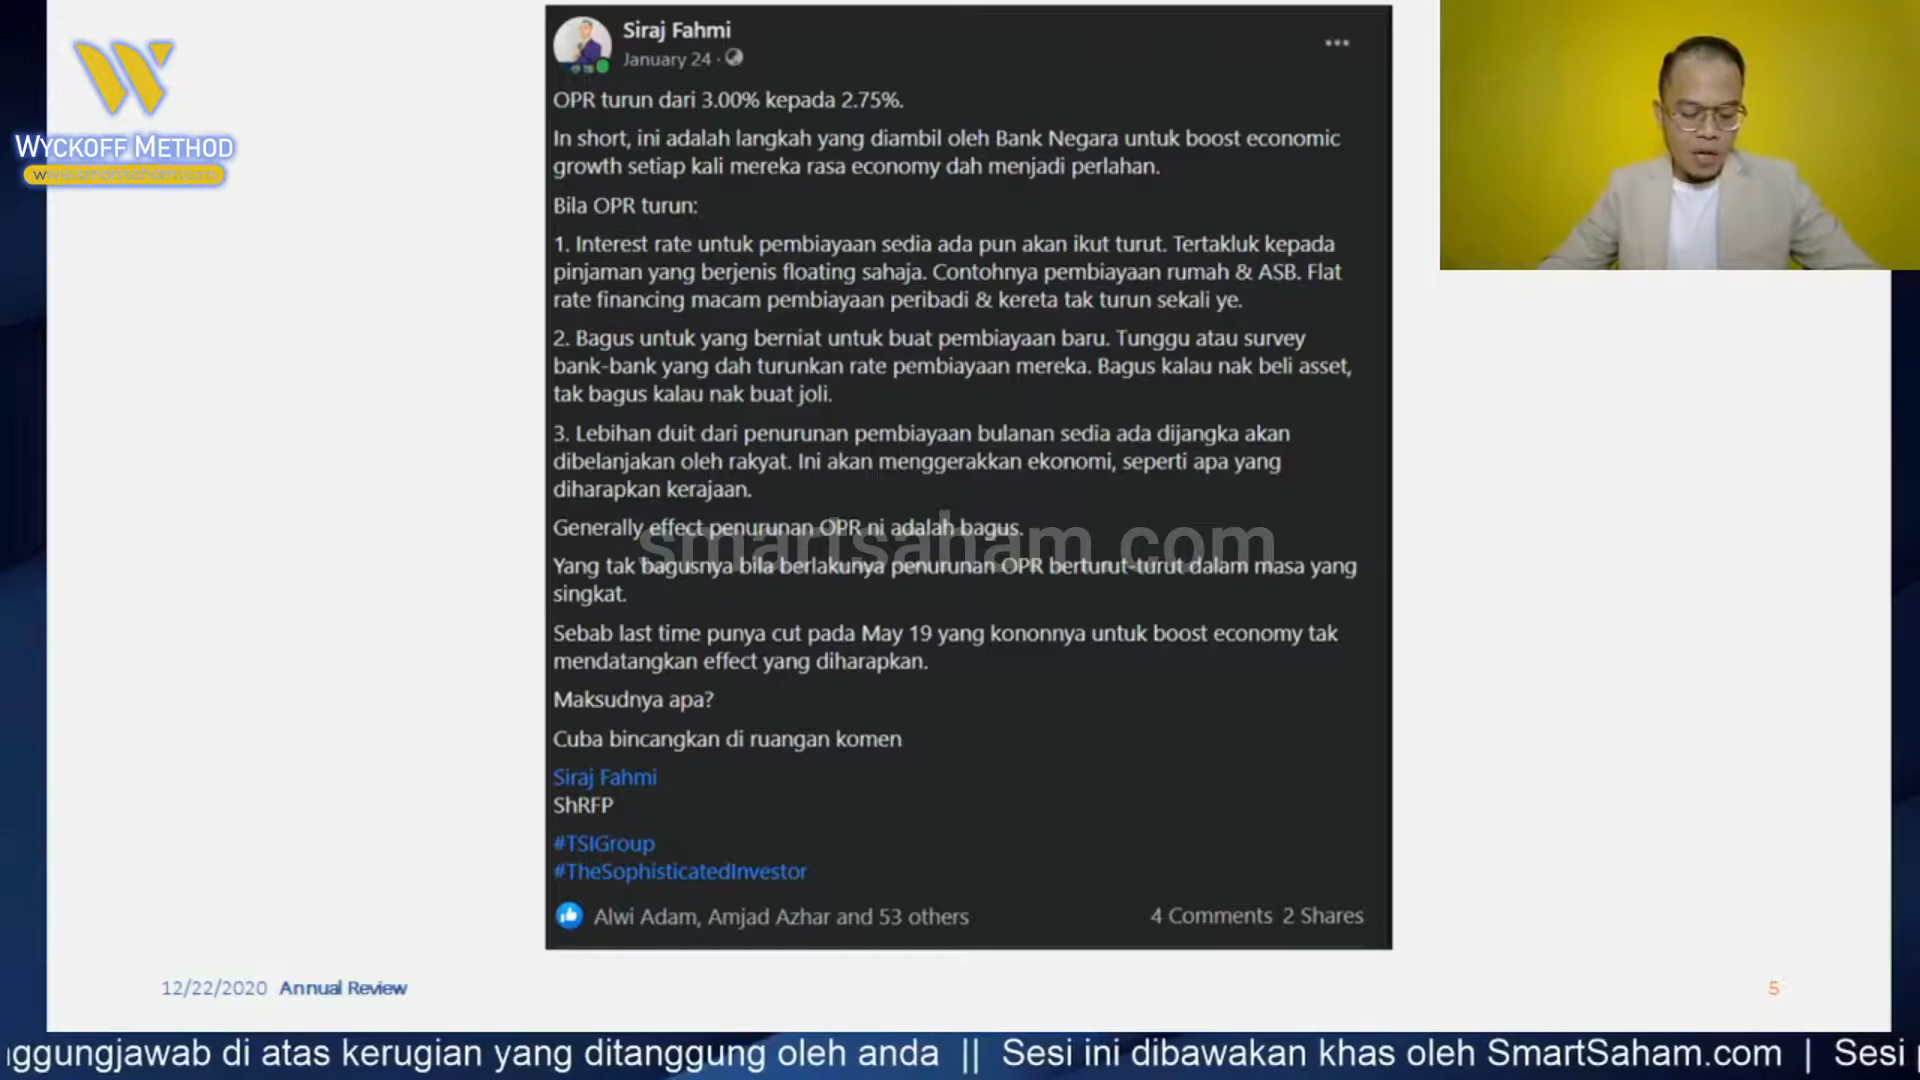 WYCKOFF METHOD
Siraj Fahmi
January 24 ·
OPR turun dari 3.00% kepada 2.75%.
In short, ini adalah langkah yang diambil oleh Bank Negara untuk boost economic
growth setiap kali mereka rasa economy dah menjadi perlahan.
Bila OPR turun:
1. Interest rate untuk pembiayaan sedia ada pun akan ikut turut. Tertakluk kepada
pinjaman yang berjenis floating sahaja. Contohnya pembiayaan rumah & ASB. Flat
rate financing macam pembiayaan peribadi & kereta tak turun sekali ye.
2. Bagus untuk yang berniat untuk buat pembiayaan baru. Tunggu atau survey
bank-bank yang dah turunkan rate pembiayaan mereka. Bagus kalau nak beli asset,
tak bagus kalau nak buat joli.
3. Lebihan duit dari penurunan pembiayaan bulanan sedia ada dijangka akan
dibelanjakan oleh rakyat. Ini akan menggerakkan ekonomi, seperti apa yang
diharapkan kerajaan.
Generally effect penurunan OPR ni adalah bagus.
smartsaham.com
Yang tak bagusnya bila berlakunya penurunan OPR berturut-turut dalam masa yang
singkat.
Sebab last time punya cut pada May 19 yang kononnya untuk boost economy tak
mendatangkan effect yang diharapkan.
Maksudnya apa?
Cuba bincangkan di ruangan komen
Siraj Fahmi
ShRFP
#TSIGroup
#TheSophisticatedInvestor
Alwi Adam, Amjad Azhar and 53 others
4 Comments 2 Shares
12/22/2020 Annual Review
5
nggungjawab di atas kerugian yang ditanggung oleh anda || Sesi ini dibawakan khas oleh SmartSaham.com | Sesi